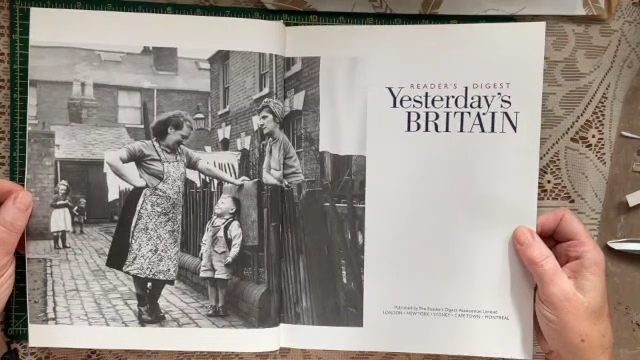 READER'S DIGEST
Yesterday's
BRITAIN
Published by The Reader's Digest Association Limited
LONDON • NEW YORK • SYDNEY • CAPE TOWN • MONTREAL